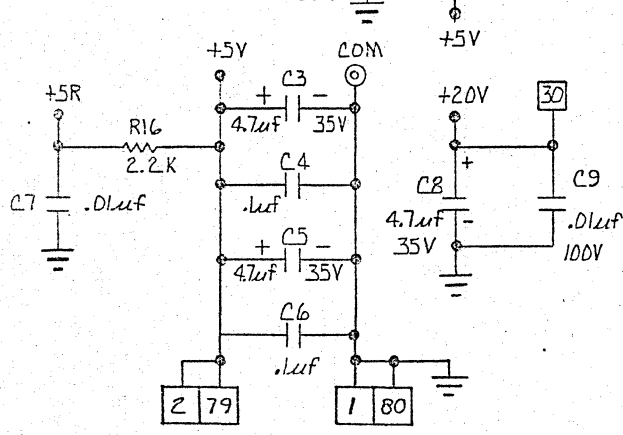 +5V
+5V
COM
+5R
C3
+ -
4.7uf 35V
+20V
30
R16
2.2K
C4
.1uf
+
C7
.01uf
C8
4.7uf -
35V
C9
.01uf
100V
C5
+ -
4.7uf 35V
C6
.1uf
2 79
1 80